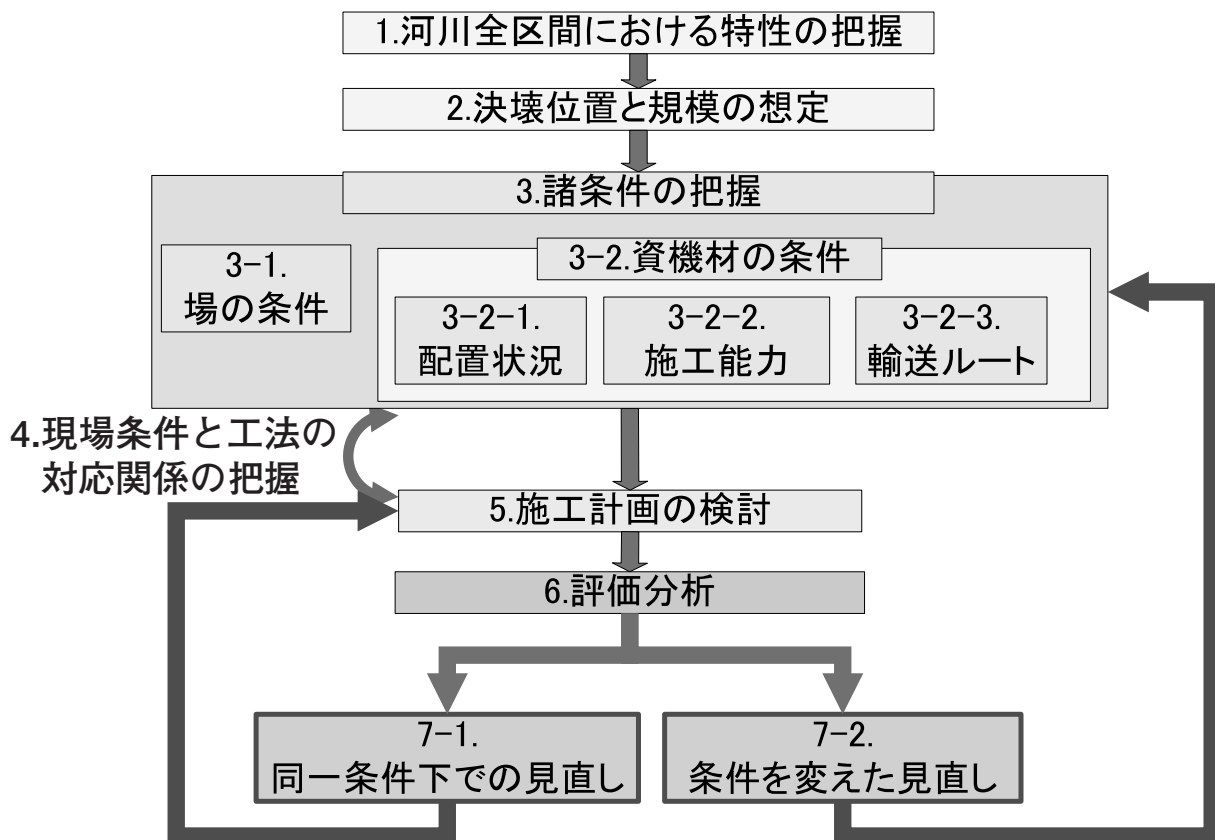 1.河川全区間における特性の把握
2.決壊位置と規模の想定
3.諸条件の把握
3-1.
場の条件
3-2.資機材の条件
3-2-1.
配置状況
3-2-2.
施工能力
3-2-3.
輸送ルート
4.現場条件と工法の
対応関係の把握
5.施工計画の検討
6.評価分析
7-1.
同一条件下での見直し
7-2.
条件を変えた見直し